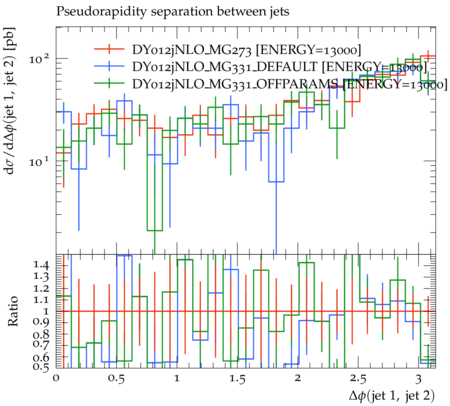 Pseudorapidity separation between jets
dσ/dΔϕ(jet 1, jet 2) [pb]
10²
10¹
DY012jNLO_MG273 [ENERGY=13000]
DY012jNLO_MG331_DEFAULT [ENERGY=13000]
DY012jNLO_MG331_OFFPARAMS [ENERGY=13000]
Ratio
1.4
1.3
1.2
1.1
1
0.9
0.8
0.7
0.6
0.5
0 0.5 1 1.5 2 2.5 3
Δϕ(jet 1, jet 2)